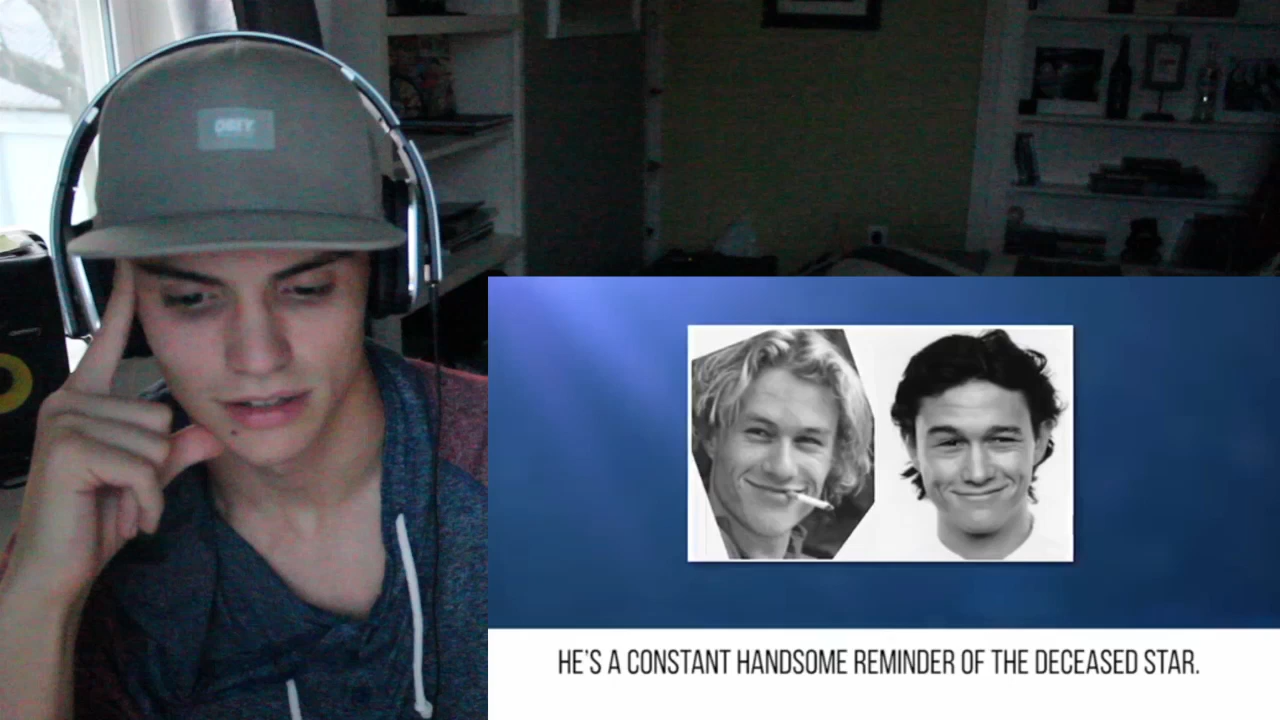 OBEY
HE'S A CONSTANT HANDSOME REMINDER OF THE DECEASED STAR.